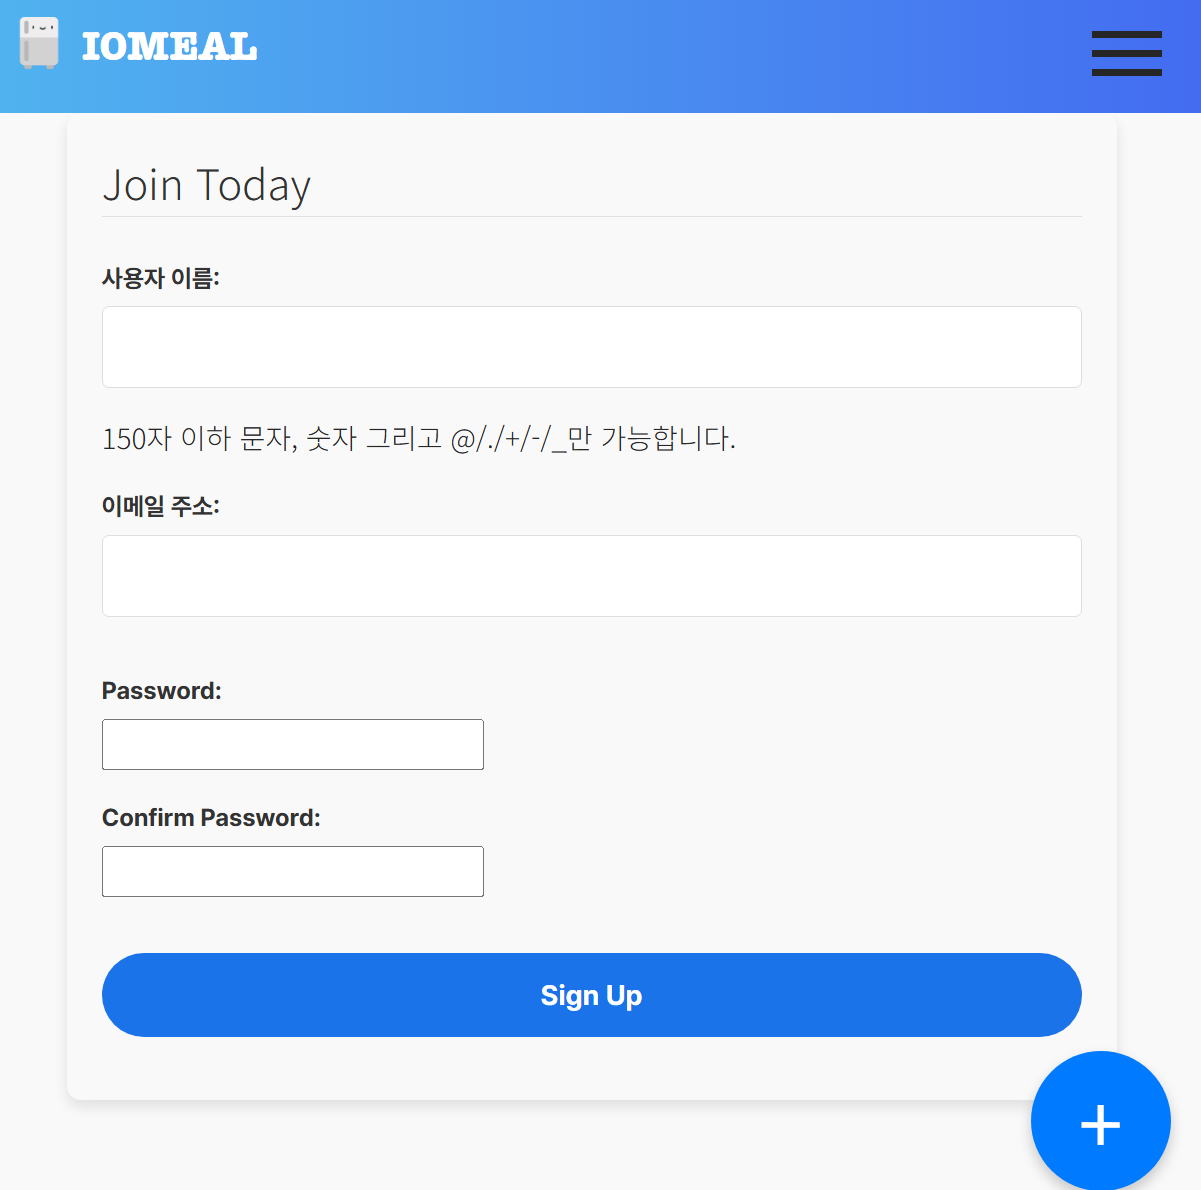 IOMEAL
Join Today
사용자 이름:
150자 이하 문자, 숫자 그리고 @/./+/-/_만 가능합니다.
이메일 주소:
Password:
Confirm Password:
Sign Up
+